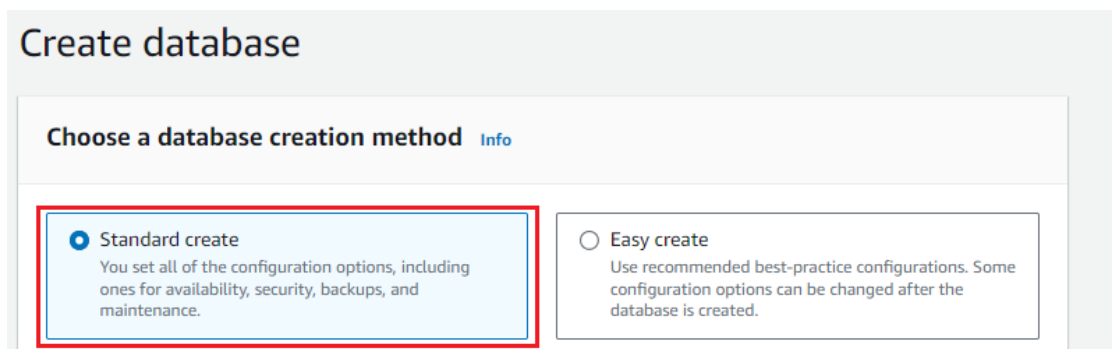 Create database
Choose a database creation method Info
Standard create
You set all of the configuration options, including
ones for availability, security, backups, and
maintenance.
Easy create
Use recommended best-practice configurations. Some
configuration options can be changed after the
database is created.